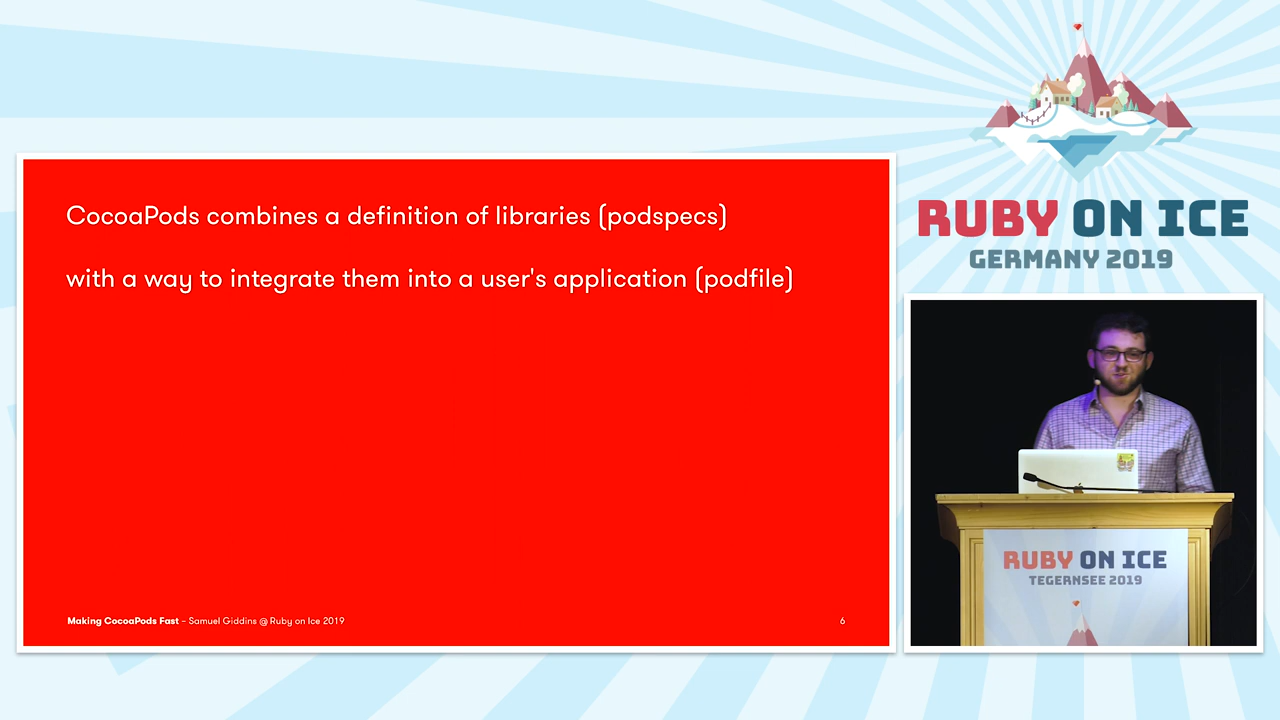 CocoaPods combines a definition of libraries (podspecs)
with a way to integrate them into a user's application (podfile)
Making CocoaPods Fast – Samuel Giddins @ Ruby on Ice 2019
6
RUBY ON ICE
GERMANY 2019
RUBY ON ICE
TEGERNSEE 2019